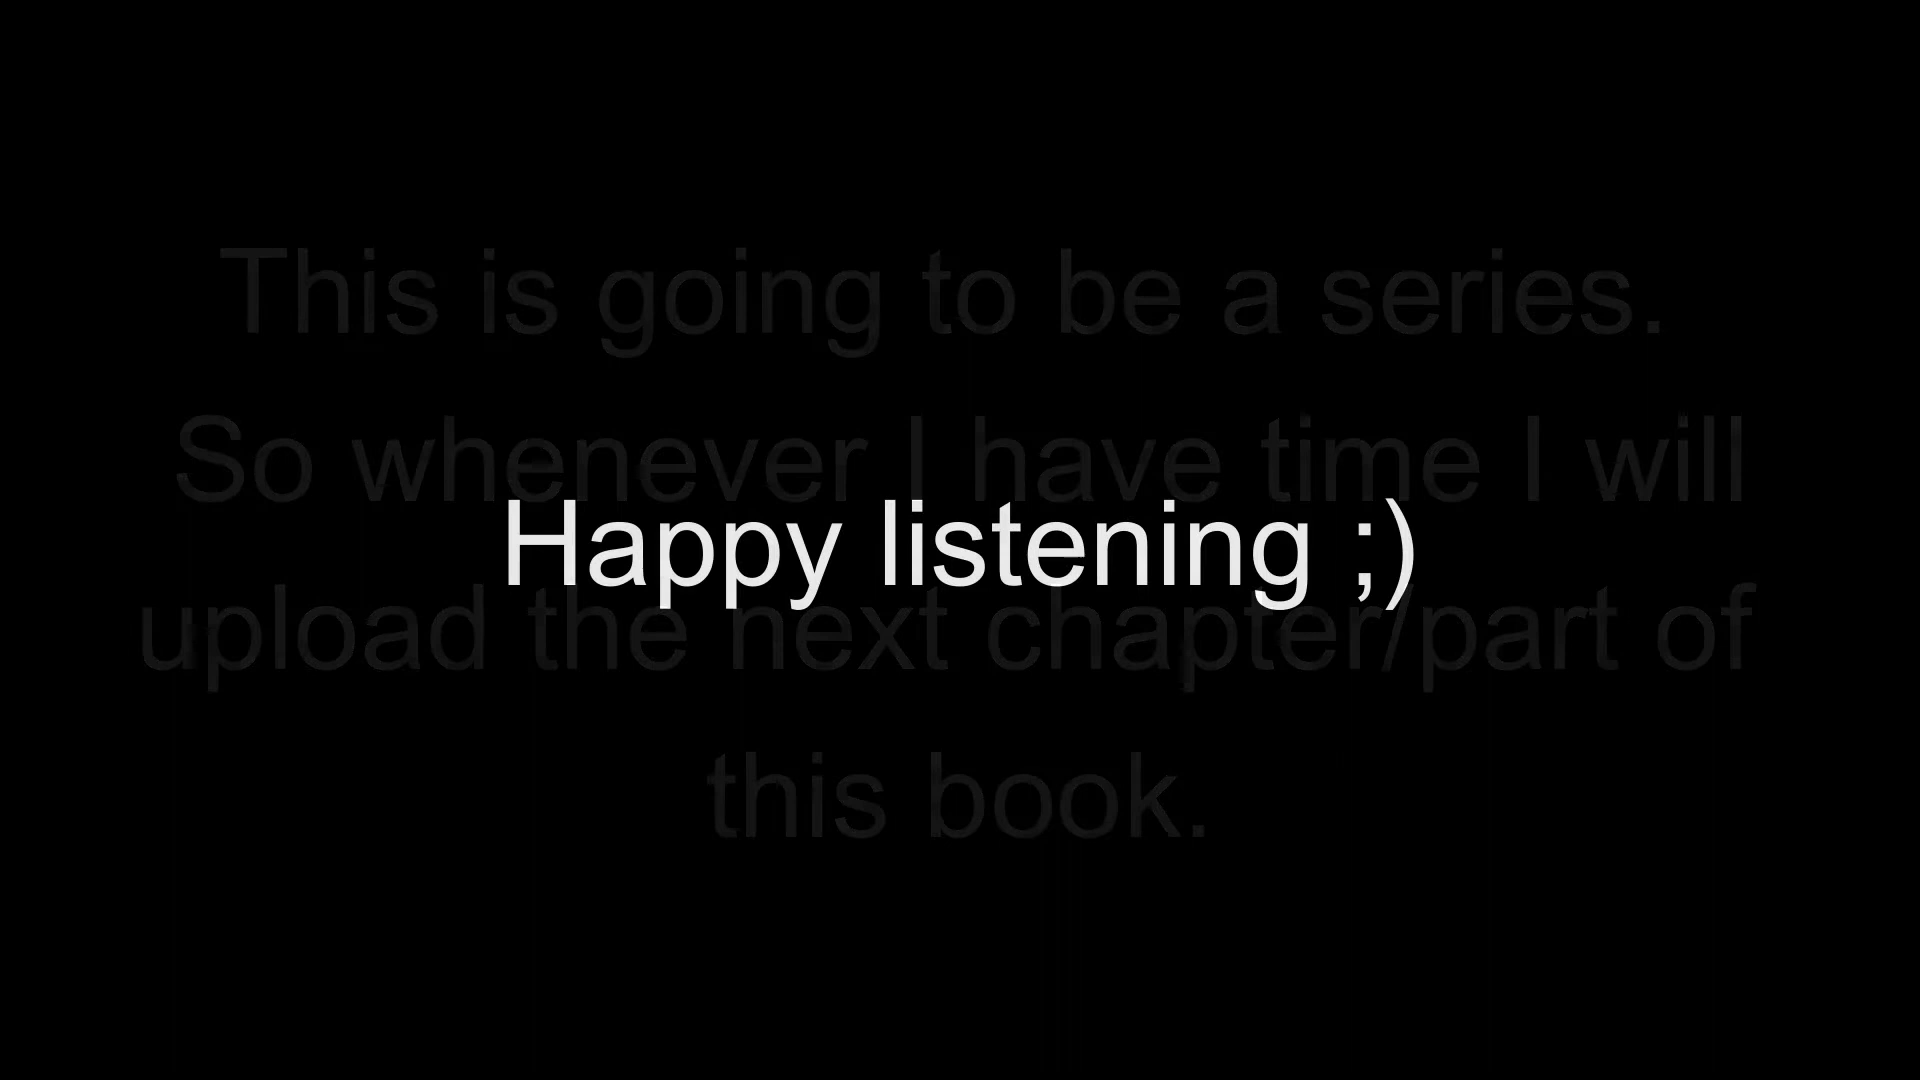 This is going to be a series.
So whenever I have time I will
Happy listening ;)
upload the next chapter/part of
this book.